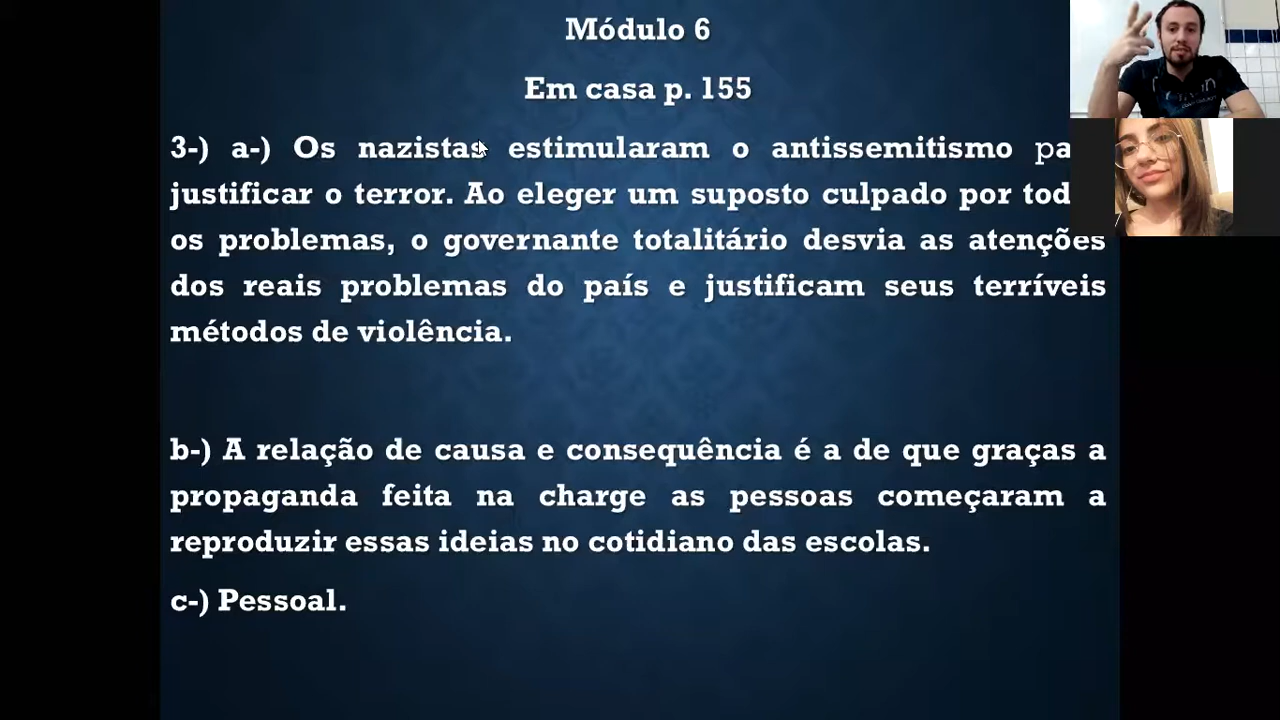 Módulo 6
Em casa p. 155
3-) a-) Os nazistas estimularam o antissemitismo
justificar o terror. Ao eleger um suposto culpado por
os problemas, o governante totalitário desvia as atenções
dos reais problemas do país e justificam seus terríveis
métodos de violência.
b-) A relação de causa e consequência é a de que graças a
propaganda feita na charge as pessoas começaram a
reproduzir essas ideias no cotidiano das escolas.
c-) Pessoal.